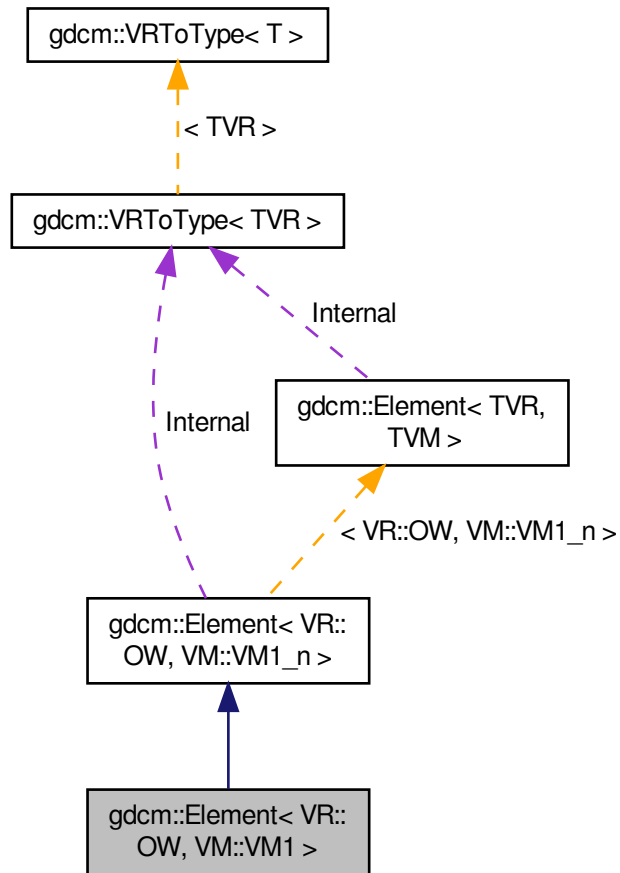 gdcm::VRToType< T >
< TVR >
gdcm::VRToType< TVR >
Internal
gdcm::Element< TVR,
TVM >
Internal
< VR::OW, VM::VM1_n >
gdcm::Element< VR::
OW, VM::VM1_n >
gdcm::Element< VR::
OW, VM::VM1 >